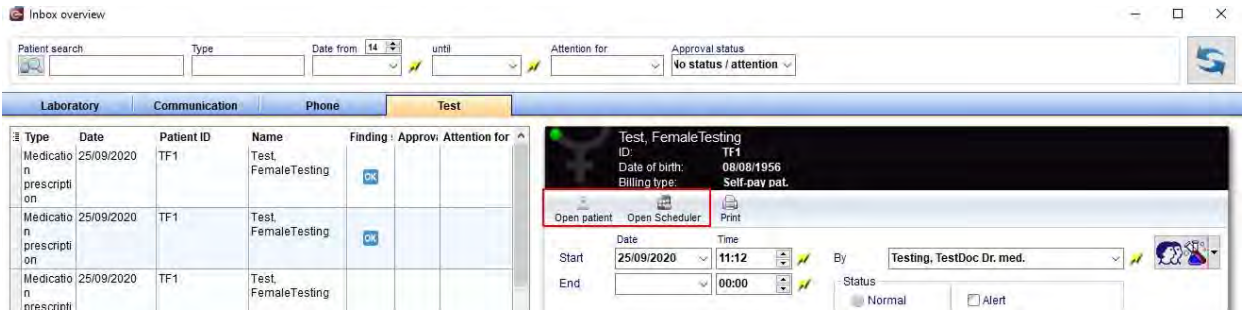 Inbox overview
Patient search Type Date from 14 until Attention for Approval status
No status / attention
Laboratory Communication Phone Test
Type Date Patient ID Name Finding Approv Attention for
Medicatio 25/09/2020 TF1 Test,
n FemaleTesting
prescripti OK
on
Medicatio 25/09/2020 TF1 Test,
n FemaleTesting
prescripti OK
on
Medicatio 25/09/2020 TF1 Test,
n FemaleTesting
prescripti
Test, FemaleTesting
ID: TF1
Date of birth: 08/08/1956
Billing type: Self-pay pat.
Open patient Open Scheduler Print
Date Time
Start 25/09/2020 11:12 By Testing, TestDoc Dr. med.
End 00:00 Status
Normal Alert